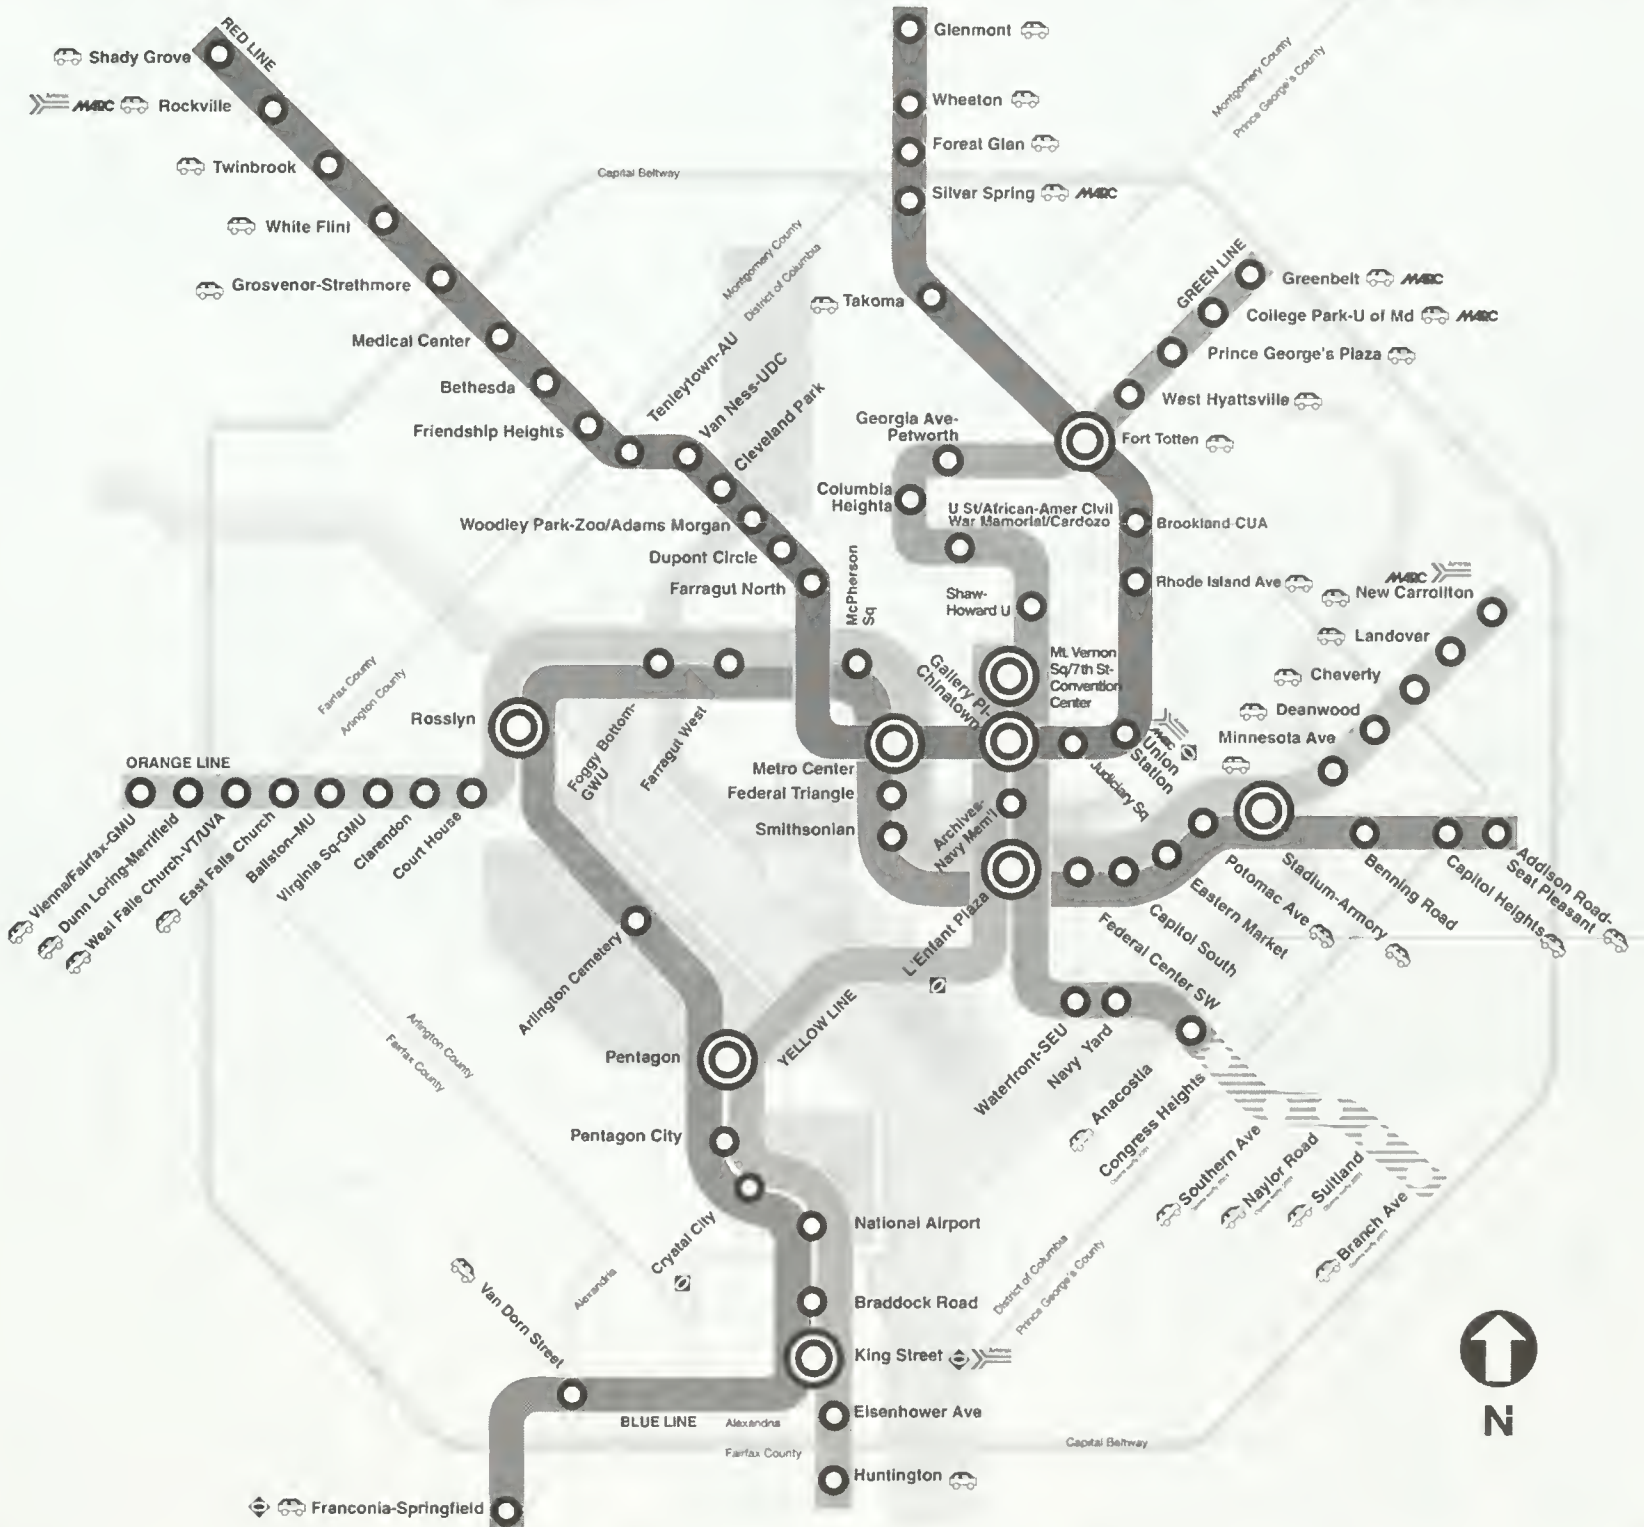 RED LINE
Shady Grove
MARC Rockville
Twinbrook
White Flint
Grosvenor-Strethmore
Medical Center
Bethesda
Friendship Heights
Tenleytown-AU
Van Ness-UDC
Cleveland Park
Woodley Park-Zoo/Adams Morgan
Dupont Circle
Farragut North
Capital Beltway
Montgomery County
District of Columbia
Glenmont
Wheeton
Foreat Glan
Silvar Spring MARC
Takoma
Montgomery County
Prince George's County
GREEN LINE
Greenbelt MARC
College Park-U of Md MARC
Prince George's Plaza
West Hyattsville
Fort Totten
Georgia Ave-
Petworth
Columbia
Heighta
U St/African-Amer Civil
War Memorial/Cardozo
Shaw-
Howard U
Mt. Vernon
Sq/7th St-
Convention
Center
Brookland-CUA
Rhode Island Ave
MARC
New Carrollton
Landovar
Cheverly
Deanwood
Minnesota Ave
McPherson
Sq
Gallery Pl-
Chinatown
Fairfax County
Arlington County
Rosslyn
Foggy Bottom-
GWU
Farragut West
Metro Center
Federal Triangle
Smithsonian
Archives-
Navy Mem'l
Judiciary Sq
MARC
Union
Station
ORANGE LINE
Vienna/Fairfax-GMU
Dunn Loring-Merrifield
West Falle Church-VT/UVA
East Falls Church
Ballston-MU
Virginia Sq-GMU
Clarendon
Court House
Arlington Cemetery
L'Enfant Plaza
Federal Center SW
Capitol South
Eastern Market
Potomac Ave
Stadium-Armory
Benning Road
Capitol Heights
Addison Road-
Seat Pleasant
Arlington County
Fairfax County
Pentagon
YELLOW LINE
Pentagon City
Cryatal City
National Airport
Waterfront-SEU
Navy Yard
Anacostia
Congress Heights
Southern Ave
Naylor Road
Suitland
Branch Ave
District of Columbia
Prince George's County
Van Dorn Street
Alexandria
Braddock Road
King Street
Eisenhower Ave
BLUE LINE
Alexandria
Fairfax County
Capital Beltway
Huntington
Franconia-Springfield
N